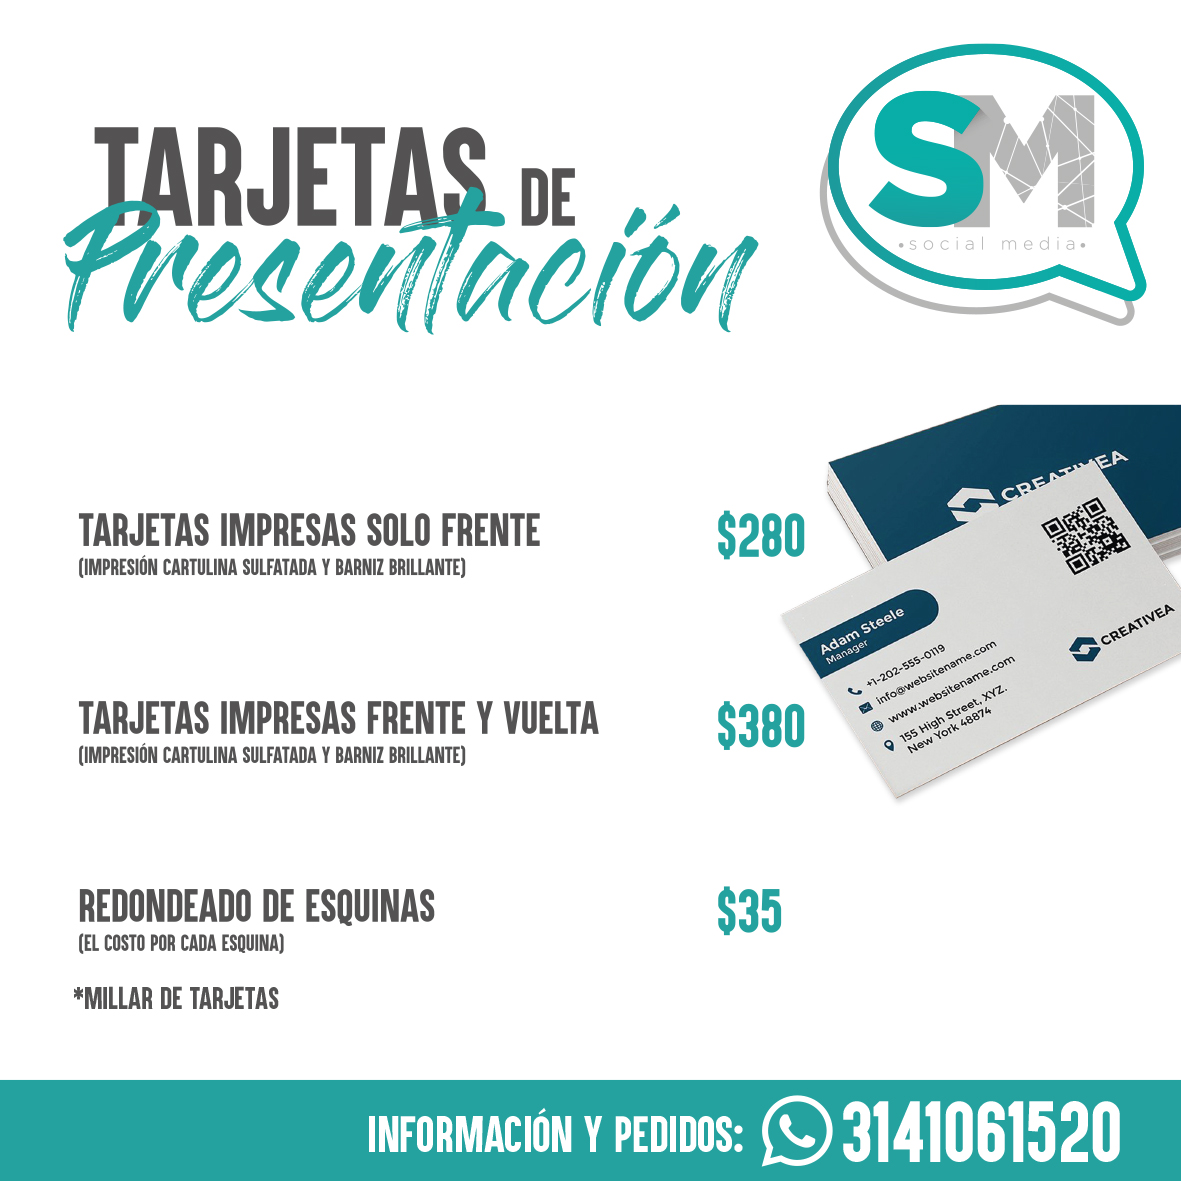 TARJETAS DE
Presentación
SM
•social media•
TARJETAS IMPRESAS SOLO FRENTE
$280
(IMPRESIÓN CARTULINA SULFATADA Y BARNIZ BRILLANTE)
CREATIVEA
Adam Steele
Manager
+1-202-555-0119
info@websitename.com
www.websitename.com
155 High Street, XYZ.
New York 48874
CREATIVEA
TARJETAS IMPRESAS FRENTE Y VUELTA
$380
(IMPRESIÓN CARTULINA SULFATADA Y BARNIZ BRILLANTE)
REDONDEADO DE ESQUINAS
$35
(EL COSTO POR CADA ESQUINA)
*MILLAR DE TARJETAS
INFORMACIÓN Y PEDIDOS: 3141061520